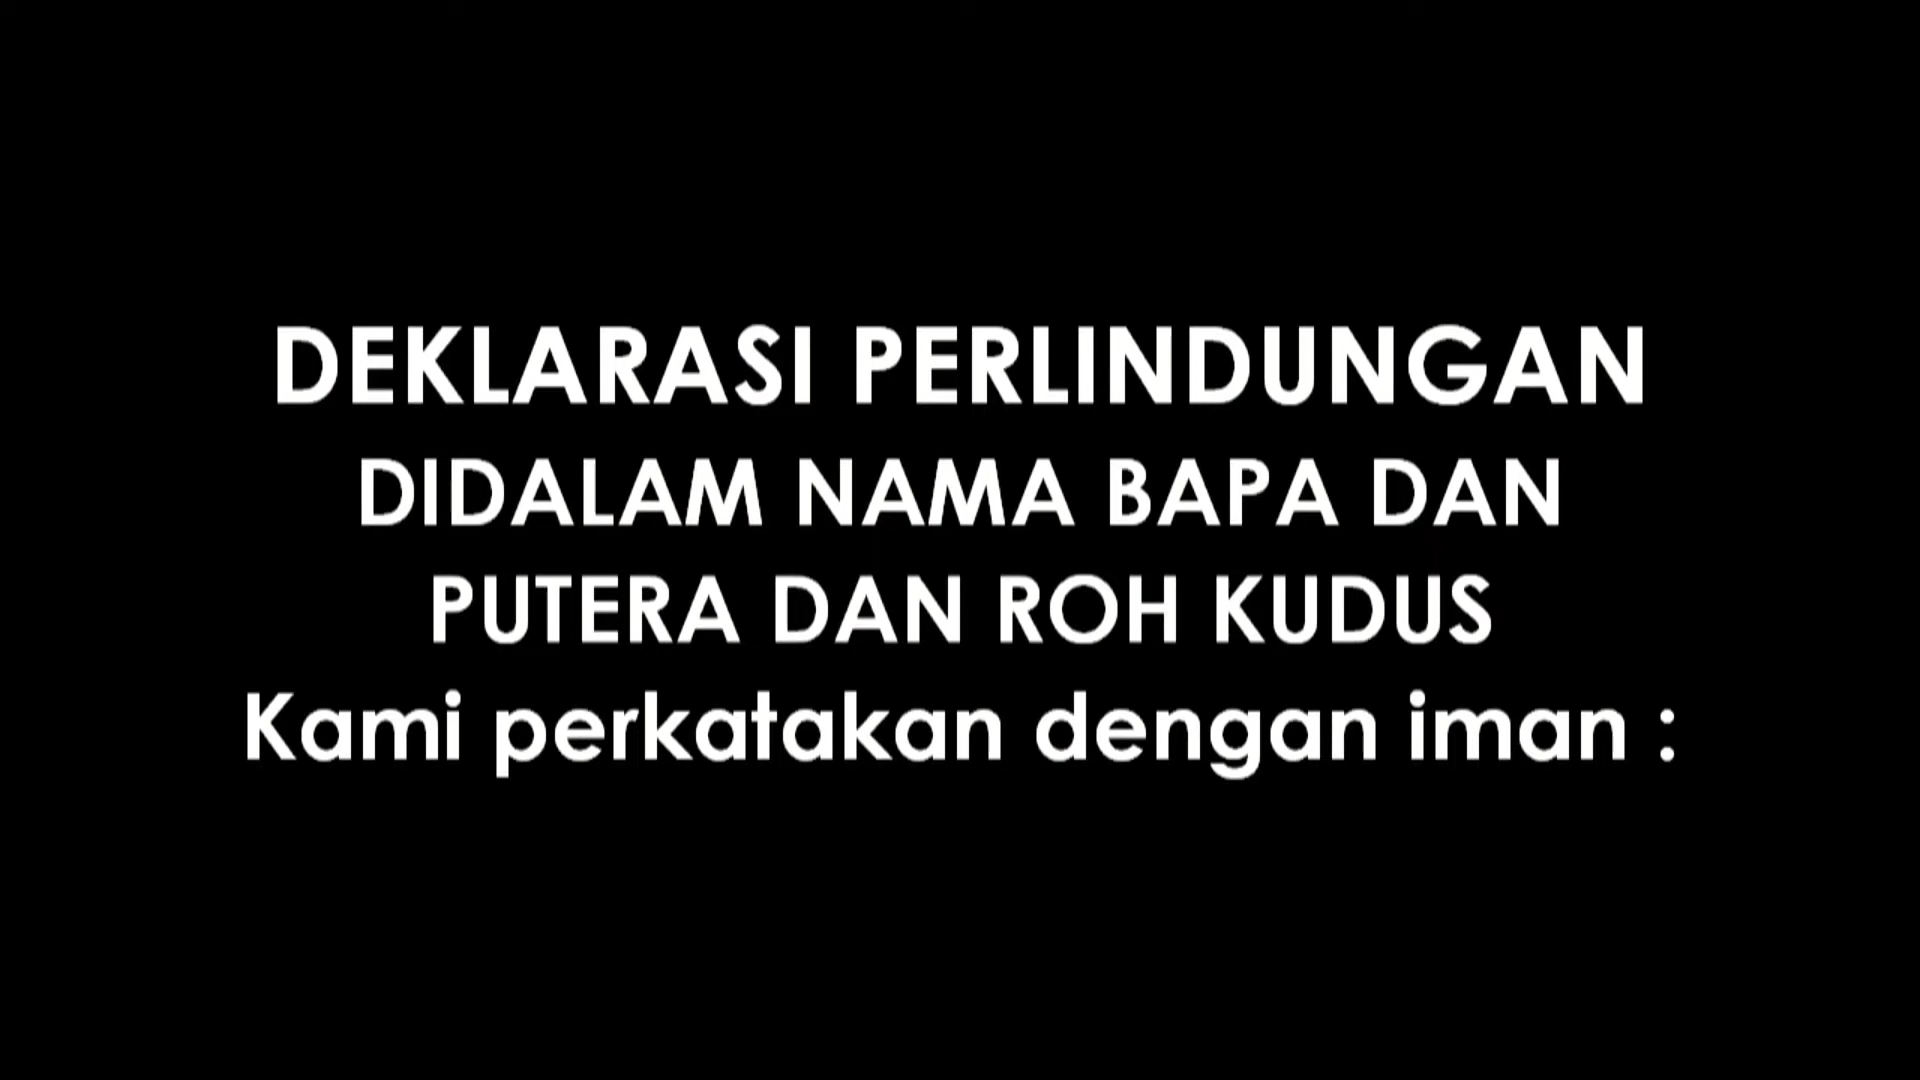 DEKLARASI PERLINDUNGAN
DIDALAM NAMA BAPA DAN
PUTERA DAN ROH KUDUS
Kami perkatakan dengan iman :